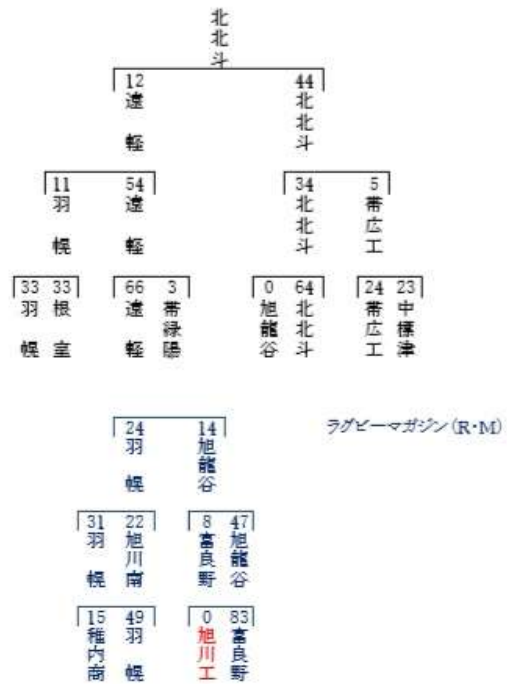 北北斗
12 44
遠軽 北北斗
11 54 34 5
羽幌 遠軽 北北斗 帯広工
33 33 66 3 0 64 24 23
羽幌 根室 遠軽 帯緑陽 旭龍谷 北北斗 帯広工 中標津
24 14
羽幌 旭龍谷
ラグビーマガジン(R・M)
31 22 8 47
羽幌 旭川南 富良野 旭龍谷
15 49 0 83
稚内商 羽幌 旭川工 富良野